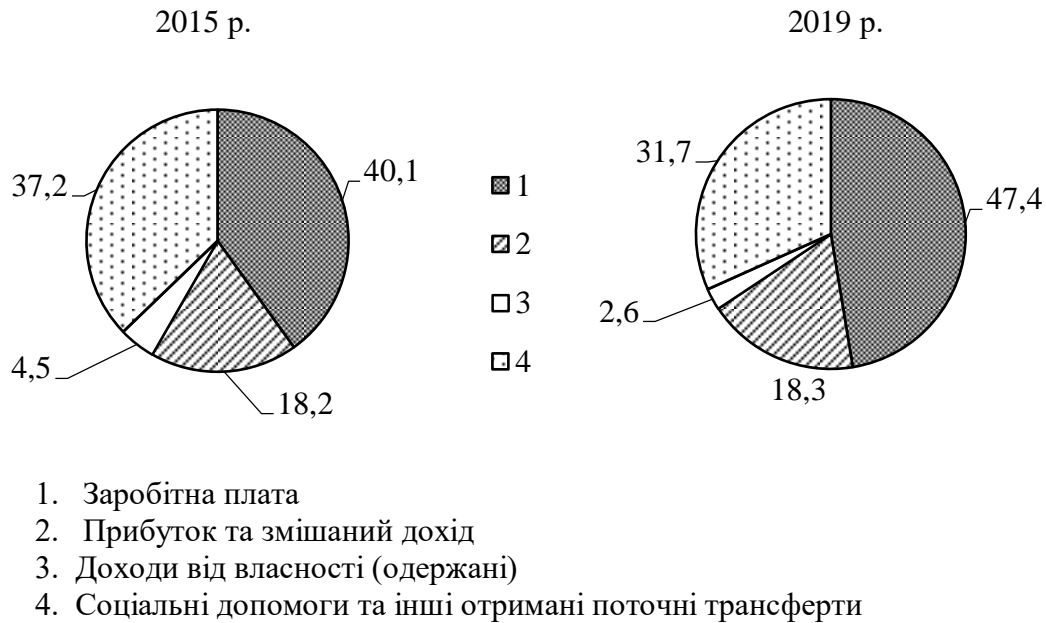 2015 р.
2019 р.
37,2
40,1
4,5
18,2
1
2
3
4
31,7
47,4
2,6
18,3
1. Заробітна плата
2. Прибуток та змішаний дохід
3. Доходи від власності (одержані)
4. Соціальні допомоги та інші отримані поточні трансферти